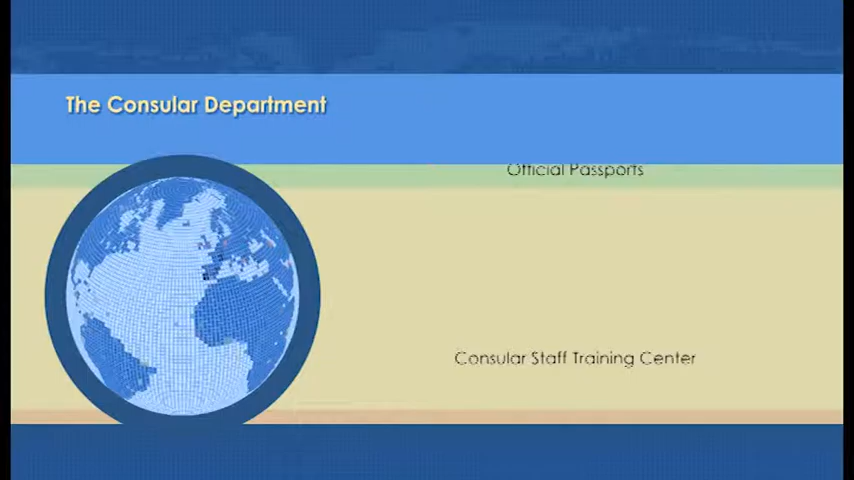 The Consular Department
Official Passports
Consular Staff Training Center